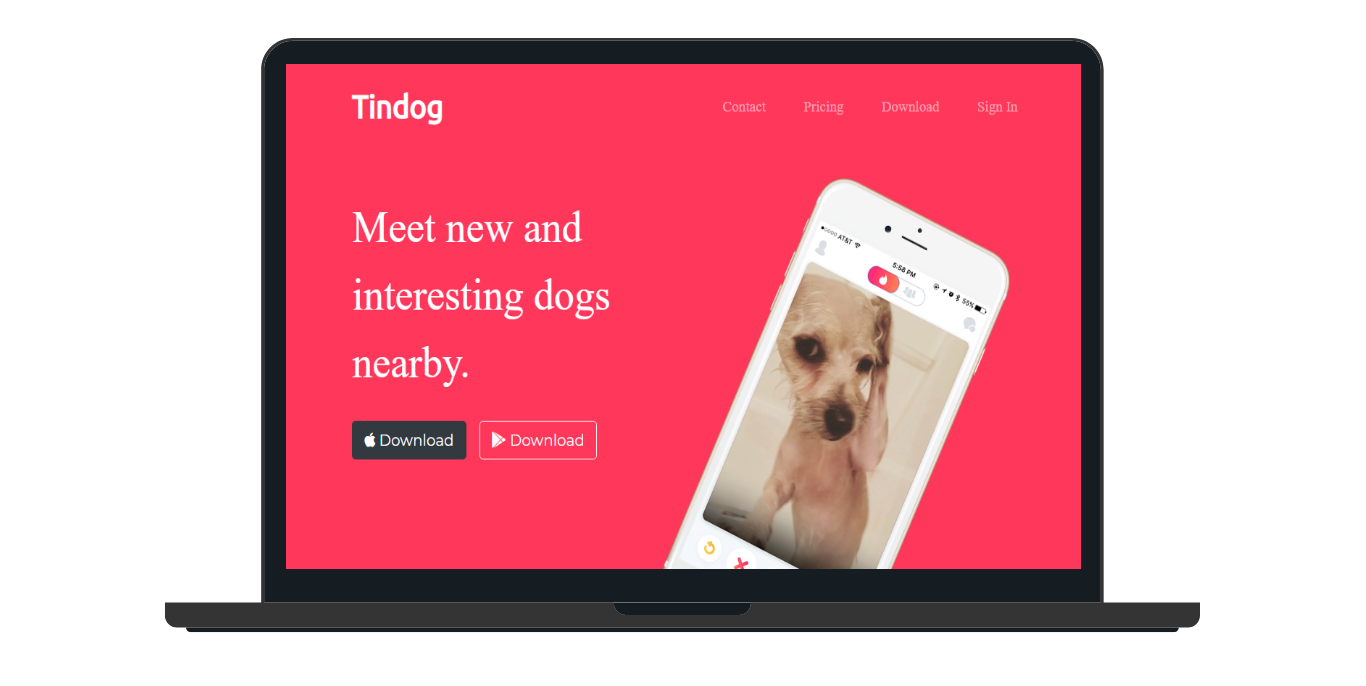 Tindog
Contact Pricing Download Sign In
Meet new and
interesting dogs
nearby.
Download Download
AT&T
5:58 PM
55%